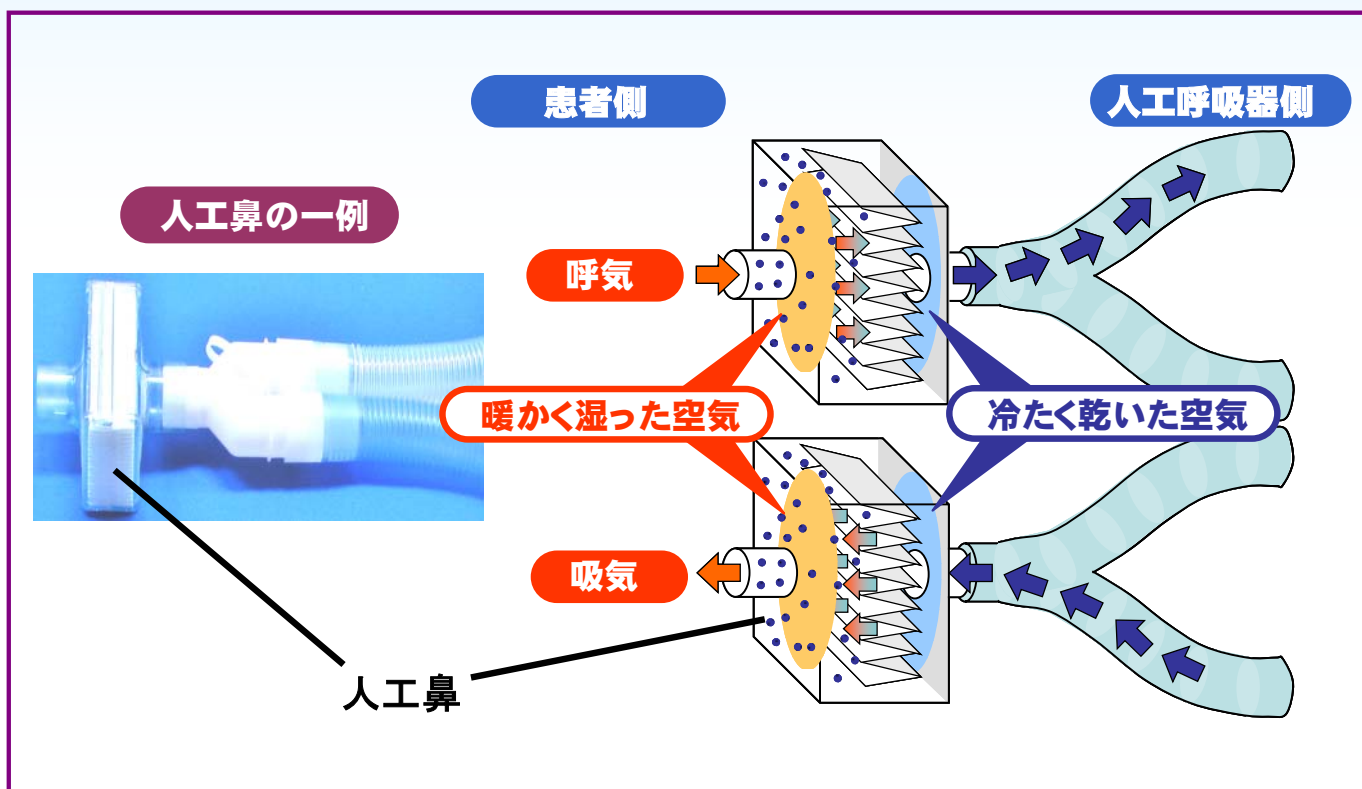 患者側
人工呼吸器側
人工鼻の一例
呼気
暖かく湿った空気
冷たく乾いた空気
吸気
人工鼻